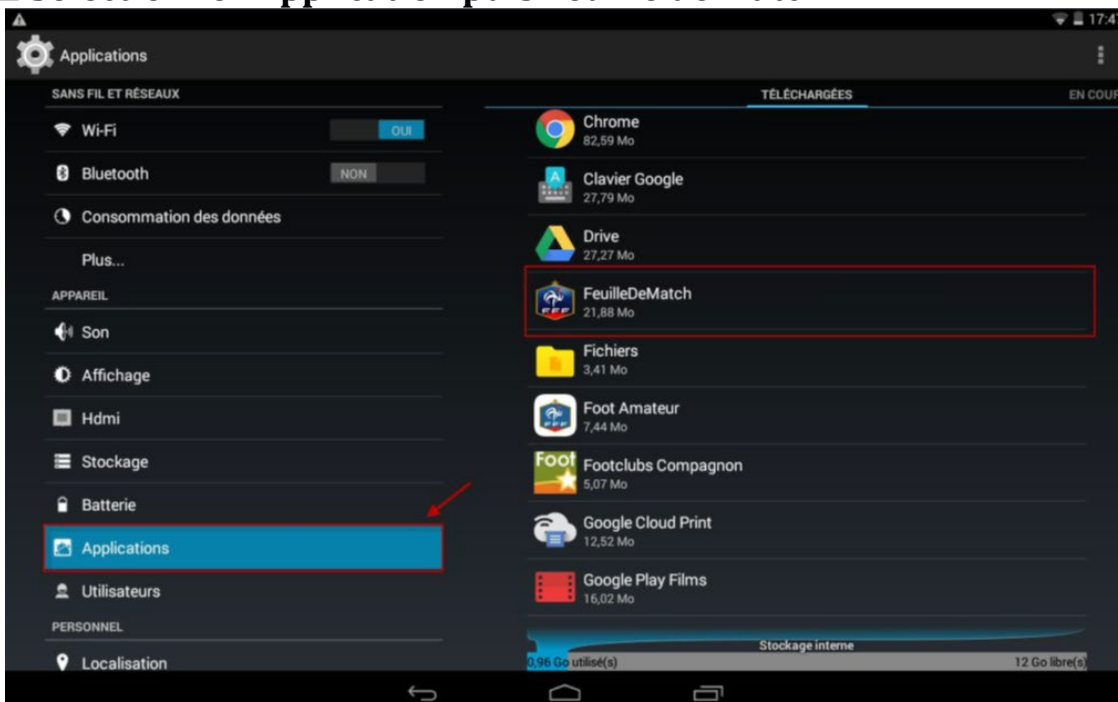 17:47
Applications
SANS FIL ET RÉSEAUX
Wi-Fi
OUI
Bluetooth
NON
Consommation des données
Plus...
APPAREIL
Son
Affichage
Hdmi
Stockage
Batterie
Applications
Utilisateurs
PERSONNEL
Localisation
TÉLÉCHARGÉES
EN COUR
Chrome
82,59 Mo
Clavier Google
27,79 Mo
Drive
27,27 Mo
FeuilleDeMatch
21,88 Mo
Fichiers
3,41 Mo
Foot Amateur
7,44 Mo
Foot
Footclubs Compagnon
5,07 Mo
Google Cloud Print
12,52 Mo
Google Play Films
16,02 Mo
Stockage interne
0,96 Go utilisé(s)
12 Go libre(s)